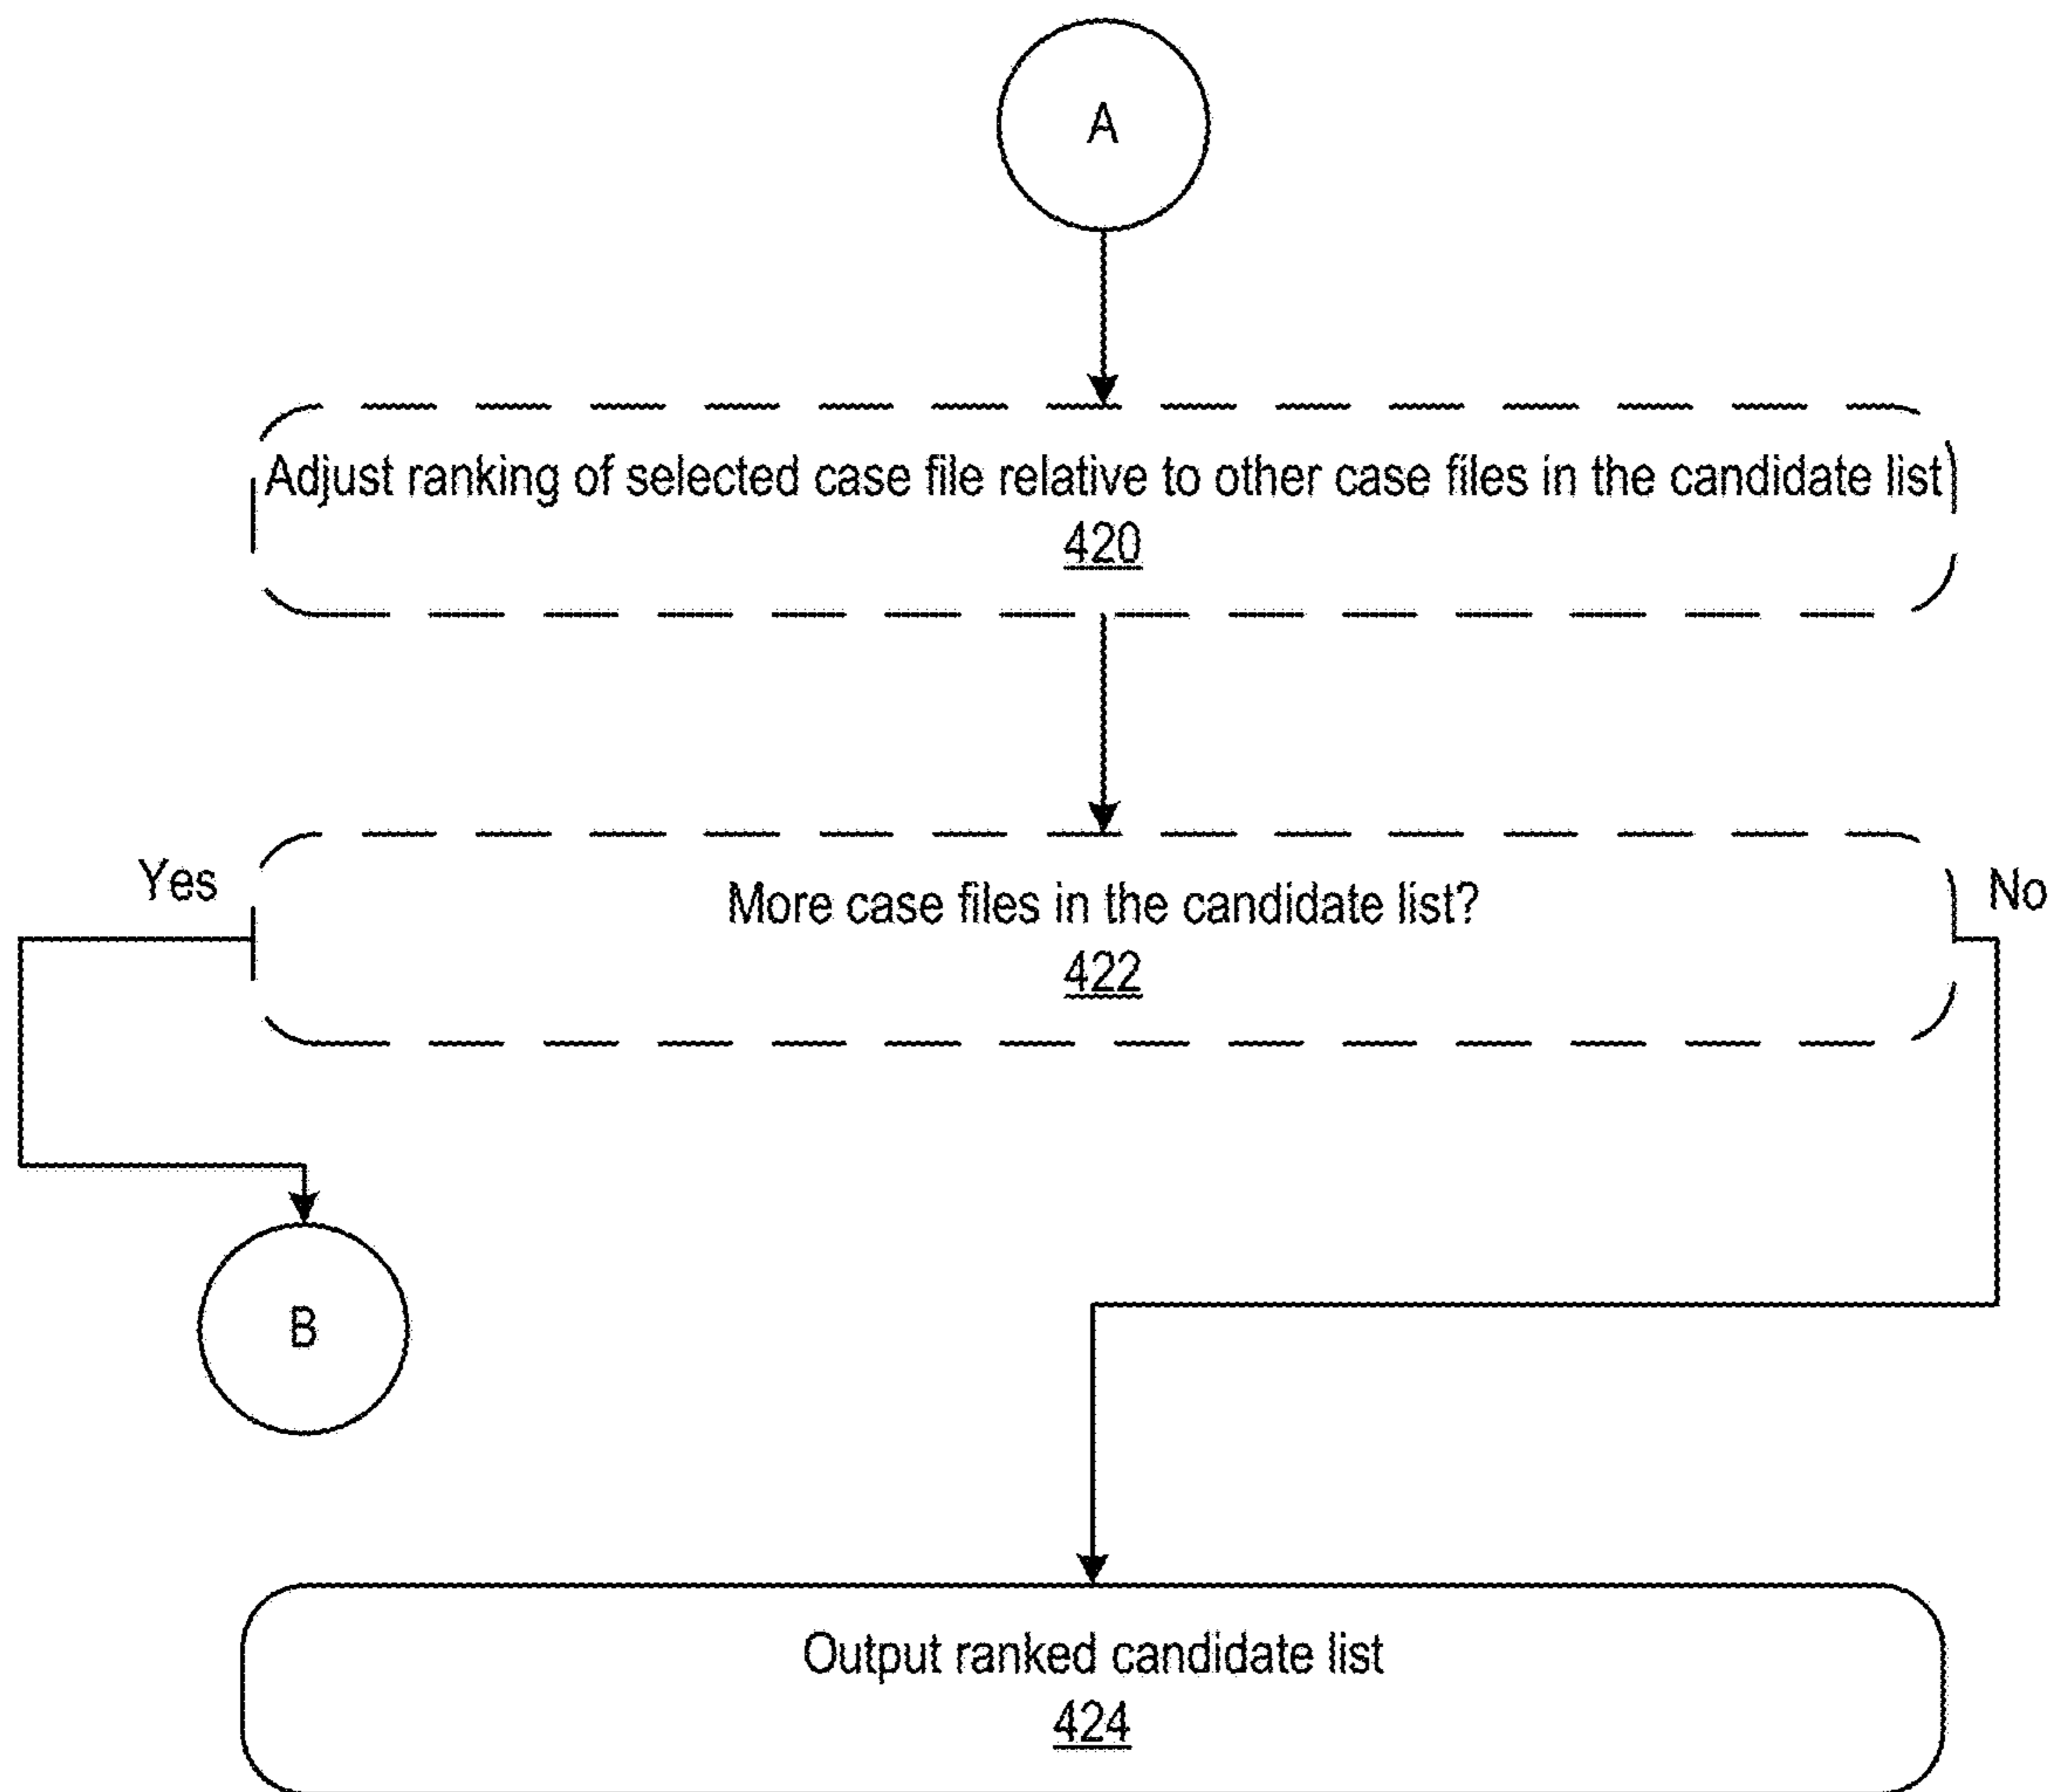 A
Adjust ranking of selected case file relative to other case files in the candidate list
420
Yes
More case files in the candidate list?
No
422
B
Output ranked candidate list
424